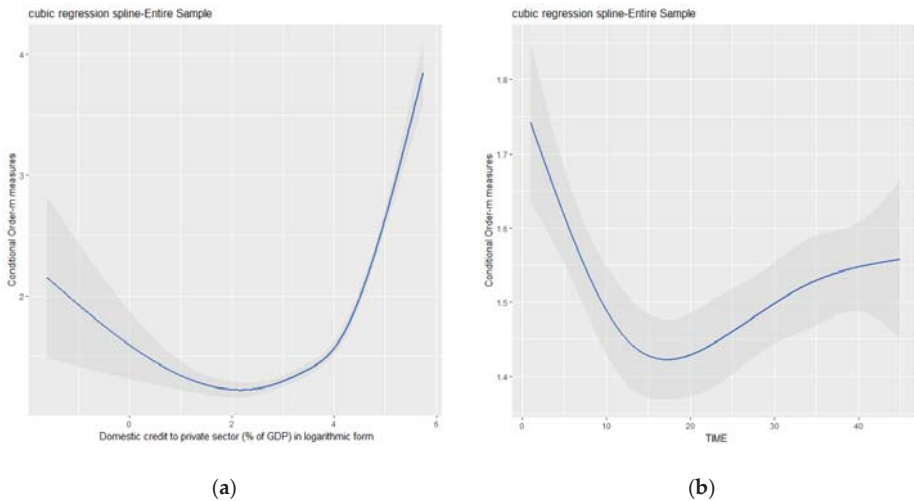 cubic regression spline-Entire Sample
Conditional Order-m measures
4
3
2
0
2
4
6
Domestic credit to private sector (% of GDP) in logarithmic form
(a)
cubic regression spline-Entire Sample
Conditional Order-m measures
1.8
1.7
1.6
1.5
1.4
0
10
20
30
40
TIME
(b)